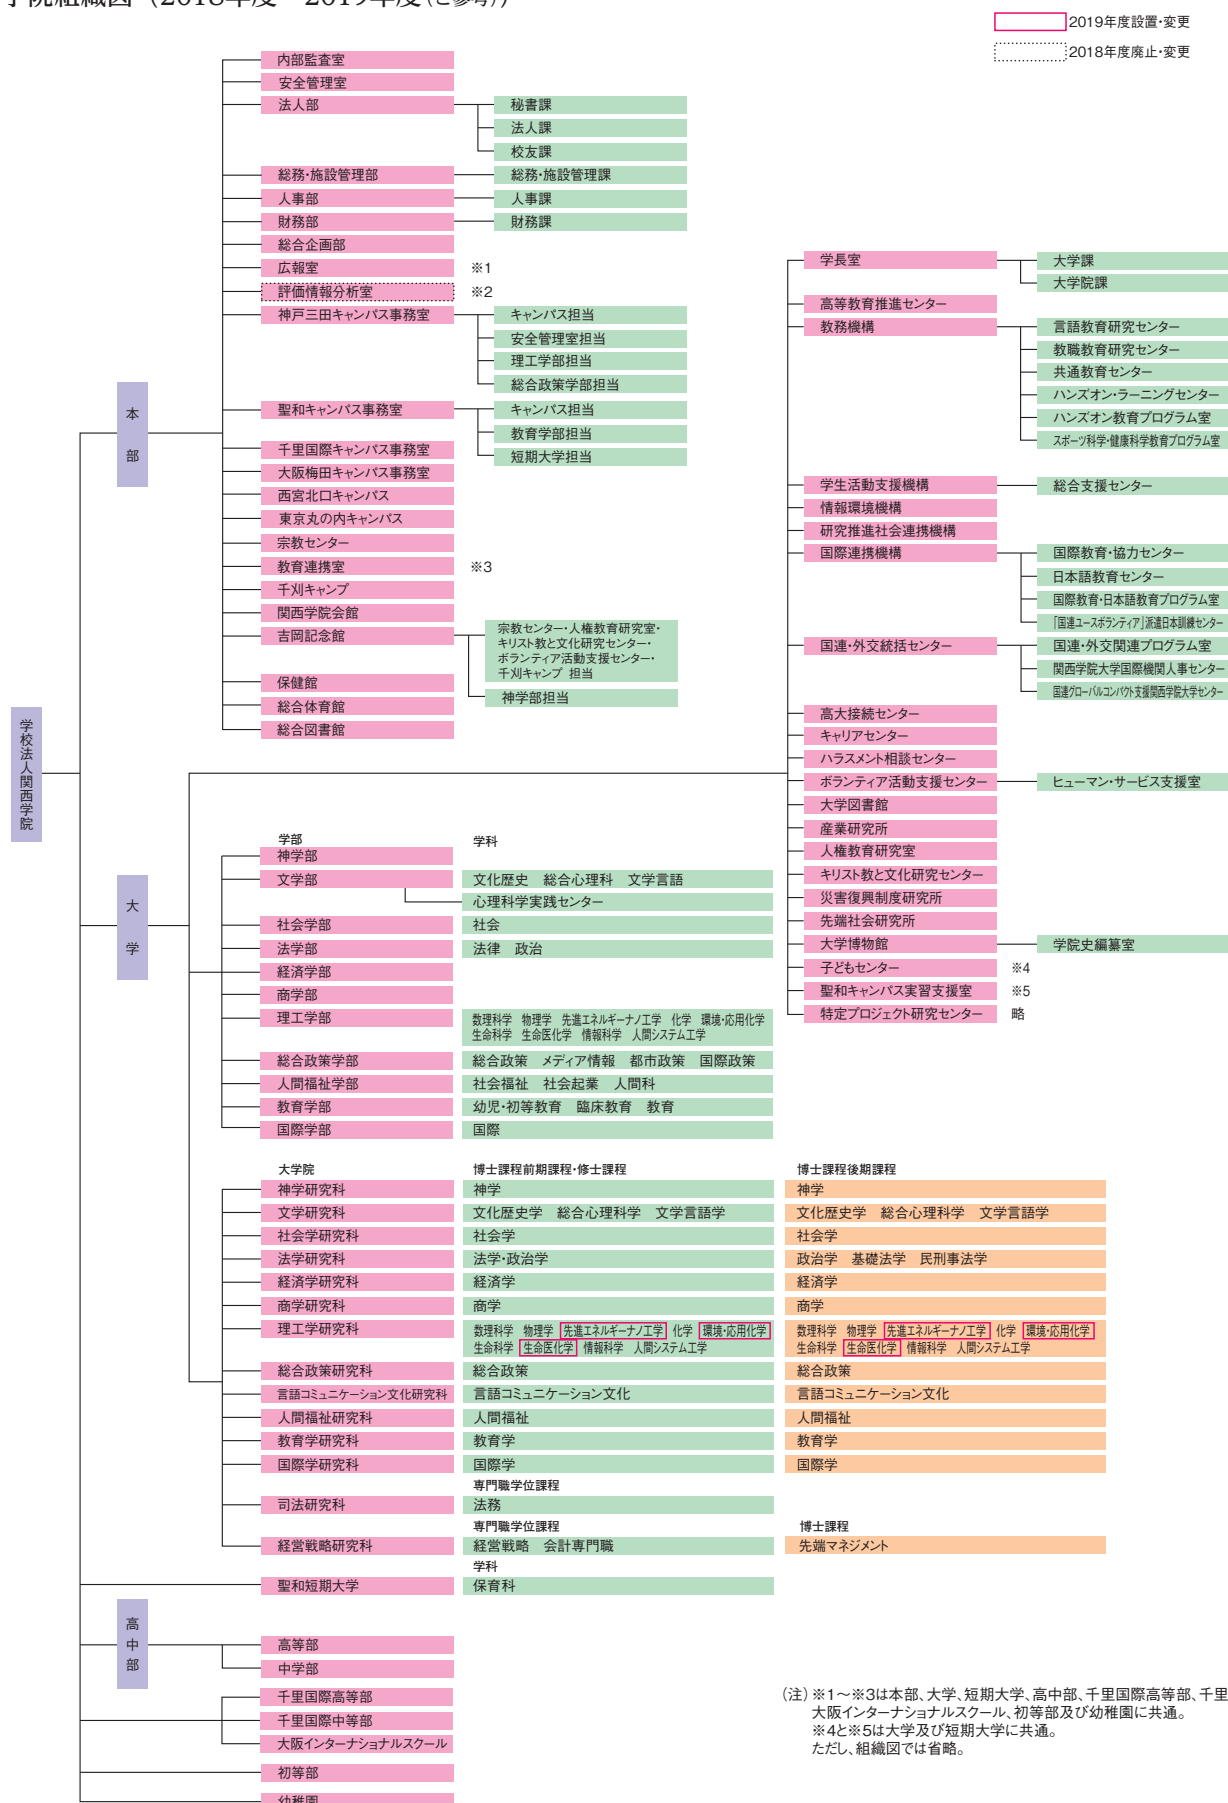 学院組織図（2018年度－2019年度（ご参考））
2019年度設置・変更
2018年度廃止・変更
学校法人関西学院
本部
内部監査室
安全管理室
法人部
秘書課
法人課
校友課
総務・施設管理部
総務・施設管理課
人事部
人事課
財務部
財務課
総合企画部
広報室 ※1
評価情報分析室 ※2
神戸三田キャンパス事務室
キャンパス担当
安全管理室担当
理工学部担当
総合政策学部担当
聖和キャンパス事務室
キャンパス担当
教育学部担当
短期大学担当
千里国際キャンパス事務室
大阪梅田キャンパス事務室
西宮北口キャンパス
東京丸の内キャンパス
宗教センター
教育連携室 ※3
千刈キャンプ
関西学院会館
吉岡記念館
宗教センター・人権教育研究室・
キリスト教と文化研究センター・
ボランティア活動支援センター・
千刈キャンプ 担当
神学部担当
保健館
総合体育館
総合図書館
大学
学長室
大学課
大学院課
高等教育推進センター
教務機構
言語教育研究センター
教職教育研究センター
共通教育センター
ハンズオン・ラーニングセンター
ハンズオン教育プログラム室
スポーツ科学・健康科学教育プログラム室
学生活動支援機構
総合支援センター
情報環境機構
研究推進社会連携機構
国際連携機構
国際教育・協力センター
日本語教育センター
国際教育・日本語教育プログラム室
「国連ユースボランティア」派遣日本訓練センター
国連・外交統括センター
国連・外交関連プログラム室
関西学院大学国際機関人事センター
国連グローバルコンパクト支援関西学院大学センター
高大接続センター
キャリアセンター
ハラスメント相談センター
ボランティア活動支援センター
ヒューマン・サービス支援室
大学図書館
産業研究所
人権教育研究室
キリスト教と文化研究センター
災害復興制度研究所
先端社会研究所
大学博物館
学院史編纂室
子どもセンター ※4
聖和キャンパス実習支援室 ※5
特定プロジェクト研究センター 略
学部 学科
神学部
文学部 文化歴史 総合心理科 文学言語
心理科学実践センター
社会学部 社会
法学部 法律 政治
経済学部
商学部
理工学部 数理科学 物理学 先進エネルギーナノ工学 化学 環境・応用化学
生命科学 生命医化学 情報科学 人間システム工学
総合政策学部 総合政策 メディア情報 都市政策 国際政策
人間福祉学部 社会福祉 社会起業 人間科
教育学部 幼児・初等教育 臨床教育 教育
国際学部 国際
大学院 博士課程前期課程・修士課程 博士課程後期課程
神学研究科 神学 神学
文学研究科 文化歴史学 総合心理科学 文学言語学 文化歴史学 総合心理科学 文学言語学
社会学研究科 社会学 社会学
法学研究科 法学・政治学 政治学 基礎法学 民刑事法学
経済学研究科 経済学 経済学
商学研究科 商学 商学
理工学研究科 数理科学 物理学 先進エネルギーナノ工学 化学 環境・応用化学 数理科学 物理学 先進エネルギーナノ工学 化学 環境・応用化学
生命科学 生命医化学 情報科学 人間システム工学 生命科学 生命医化学 情報科学 人間システム工学
総合政策研究科 総合政策 総合政策
言語コミュニケーション文化研究科 言語コミュニケーション文化 言語コミュニケーション文化
人間福祉研究科 人間福祉 人間福祉
教育学研究科 教育学 教育学
国際学研究科 国際学 国際学
専門職学位課程
司法研究科 法務
専門職学位課程 博士課程
経営戦略研究科 経営戦略 会計専門職 先端マネジメント
学科
聖和短期大学 保育科
高中部
高等部
中学部
千里国際高等部
千里国際中等部
大阪インターナショナルスクール
初等部
幼稚園
（注）※1～※3は本部、大学、短期大学、高中部、千里国際高等部、千里
大阪インターナショナルスクール、初等部及び幼稚園に共通。
※4と※5は大学及び短期大学に共通。
ただし、組織図では省略。